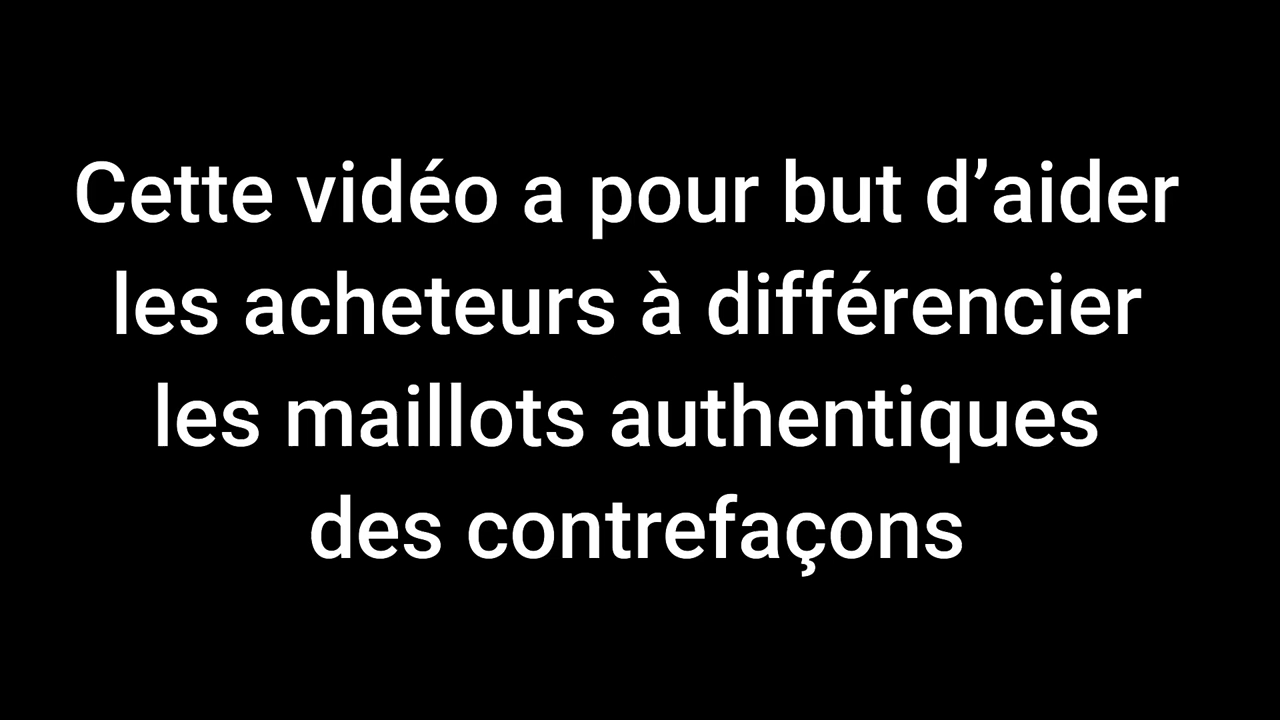 Cette vidéo a pour but d’aider
les acheteurs à différencier
les maillots authentiques
des contrefaçons